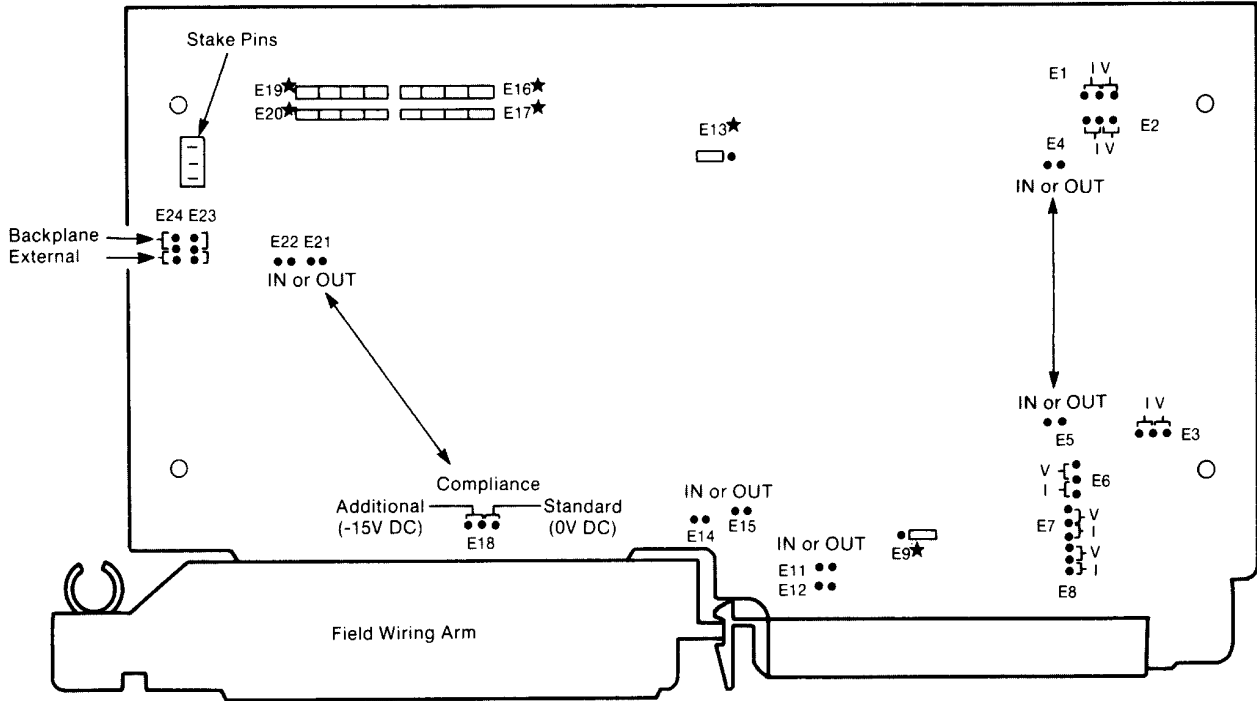 Stake Pins
E19★
E16★
E20★
E17★
E13★
E1
I V
E2
I V
E4
IN or OUT
E24 E23
Backplane
External
E22 E21
IN or OUT
IN or OUT
E5
I V
E3
V
I
E6
Compliance
Additional
(-15V DC)
Standard
(0V DC)
E18
IN or OUT
E14
E15
IN or OUT
E11
E12
E9★
E7
V
I
V
I
E8
Field Wiring Arm